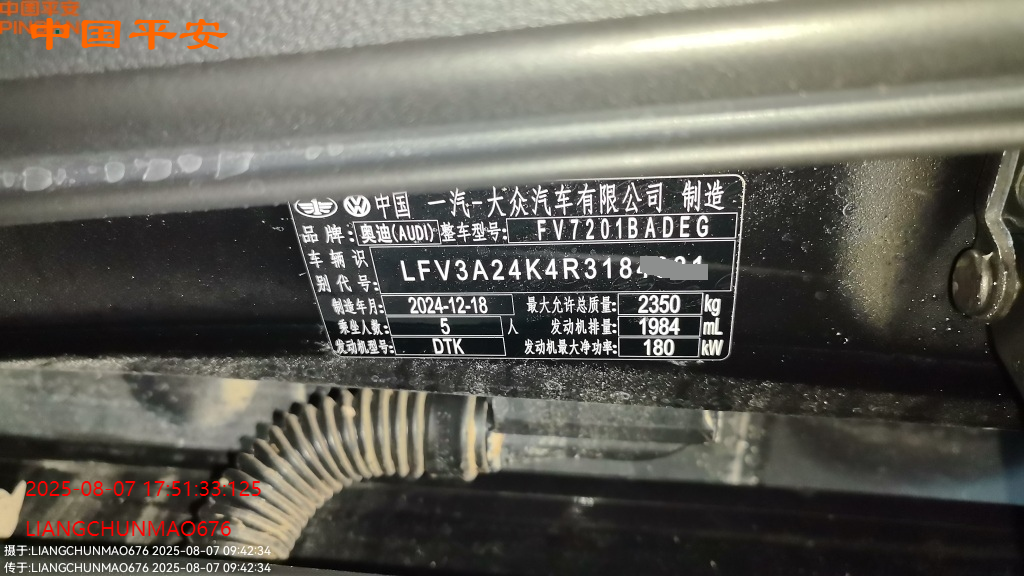 中国平安
中国平安
中国 一汽-大众汽车有限公司 制造
品牌: 奥迪(AUDI) 整车型号: FV7201BADEG
车辆识别代号: LFV3A24K4R318
制造年月: 2024-12-18 最大允许总质量: 2350 kg
乘坐人数: 5 人 发动机排量: 1984 mL
发动机型号: DTK 发动机最大净功率: 180 kW
2025-08-07 17:51:33:125
LIANGCHUNMAO676
摄于:LIANGCHUNMAO676 2025-08-07 09:42:34
传于:LIANGCHUNMAO676 2025-08-07 09:42:34